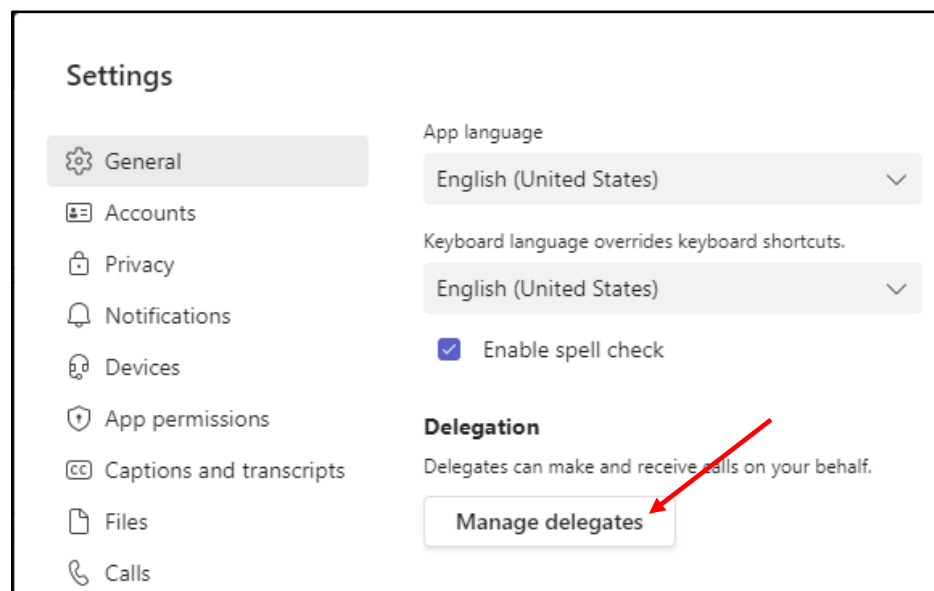 Settings
General
Accounts
Privacy
Notifications
Devices
App permissions
CC Captions and transcripts
Files
Calls
App language
English (United States)
Keyboard language overrides keyboard shortcuts.
English (United States)
Enable spell check
Delegation
Delegates can make and receive calls on your behalf.
Manage delegates